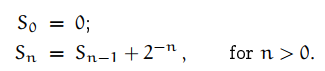 S₀ = 0;
Sₙ = Sₙ₋₁ + 2⁻ⁿ, for n > 0.